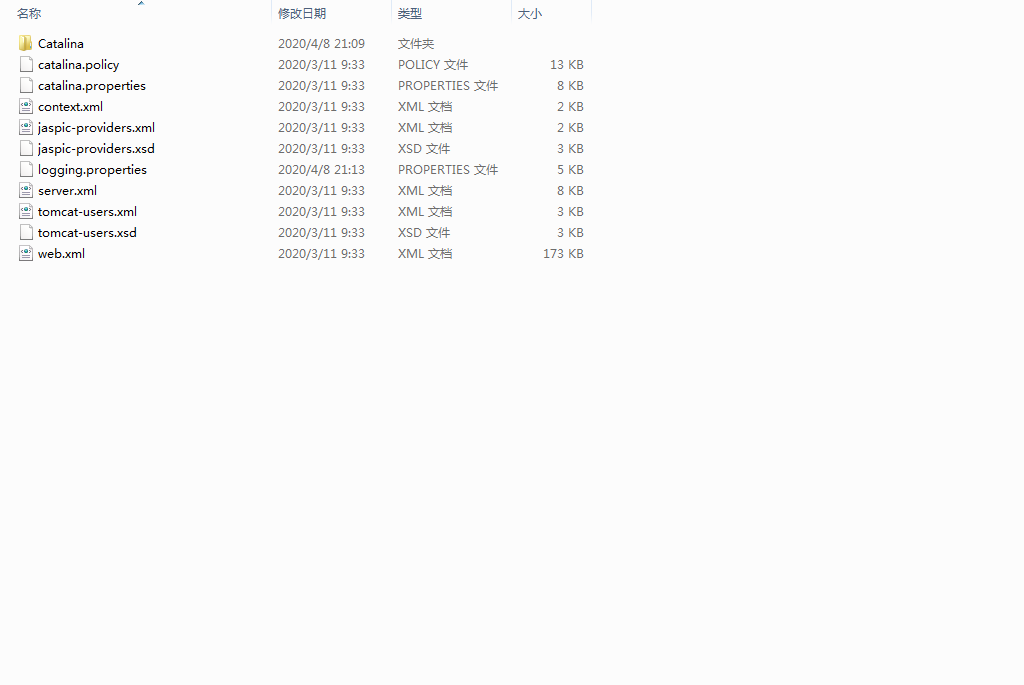 名称 修改日期 类型 大小
Catalina 2020/4/8 21:09 文件夹
catalina.policy 2020/3/11 9:33 POLICY 文件 13 KB
catalina.properties 2020/3/11 9:33 PROPERTIES 文件 8 KB
context.xml 2020/3/11 9:33 XML 文档 2 KB
jaspic-providers.xml 2020/3/11 9:33 XML 文档 2 KB
jaspic-providers.xsd 2020/3/11 9:33 XSD 文件 3 KB
logging.properties 2020/4/8 21:13 PROPERTIES 文件 5 KB
server.xml 2020/3/11 9:33 XML 文档 8 KB
tomcat-users.xml 2020/3/11 9:33 XML 文档 3 KB
tomcat-users.xsd 2020/3/11 9:33 XSD 文件 3 KB
web.xml 2020/3/11 9:33 XML 文档 173 KB